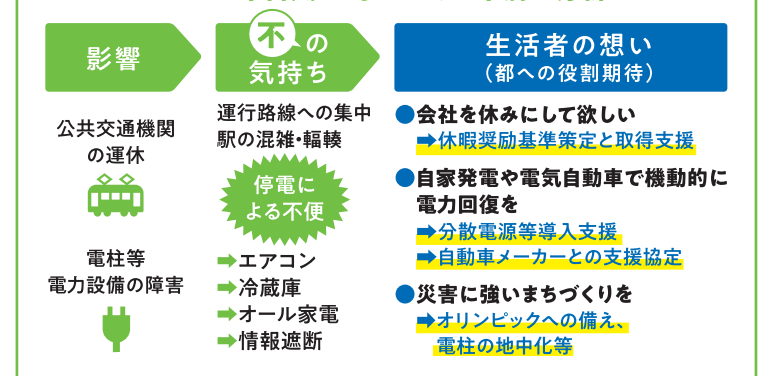 影響
公共交通機関
の運休
電柱等
電力設備の障害
不への
気持ち
運行路線への集中
駅の混雑・輻輳
停電に
よる不便
➡エアコン
➡冷蔵庫
➡オール家電
➡情報遮断
生活者の想い
（都への役割期待）
●会社を休みにして欲しい
➡休暇奨励基準策定と取得支援
●自家発電や電気自動車で機動的に
電力回復を
➡分散電源等導入支援
➡自動車メーカーとの支援協定
●災害に強いまちづくりを
➡オリンピックへの備え、
電柱の地中化等